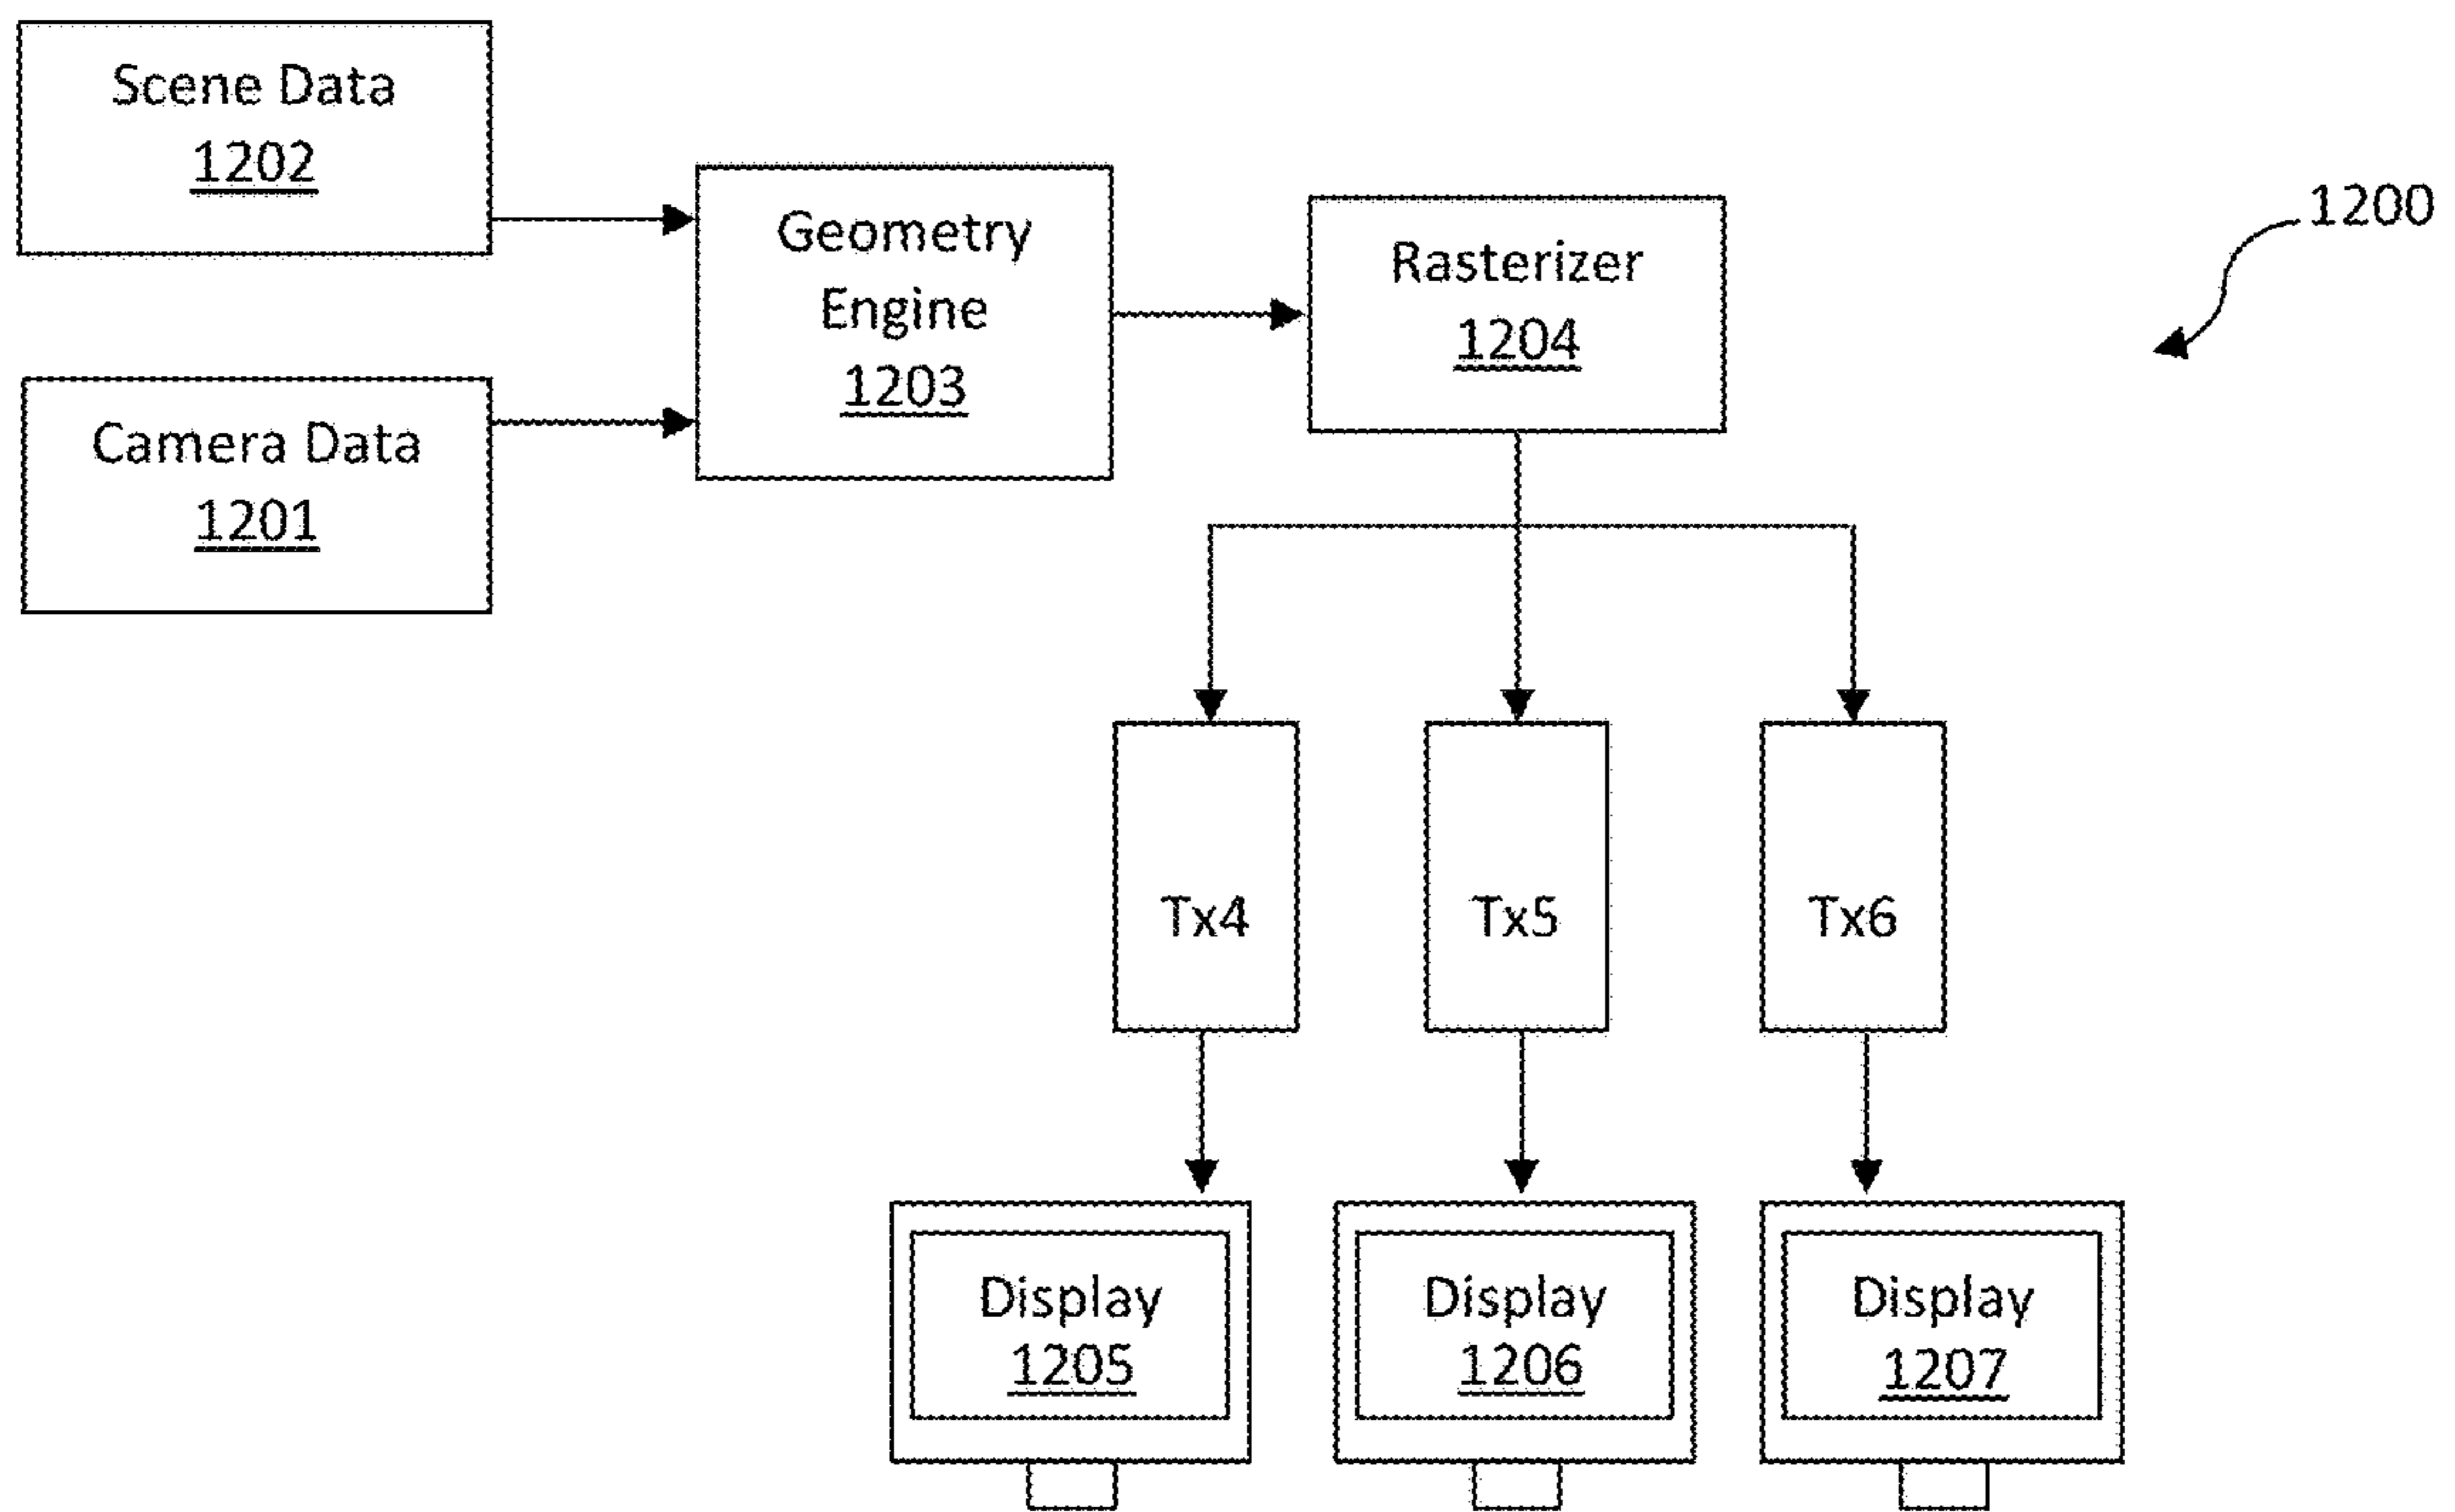 Scene Data
1202
Camera Data
1201
Geometry
Engine
1203
Rasterizer
1204
1200
Tx4
Tx5
Tx6
Display
1205
Display
1206
Display
1207